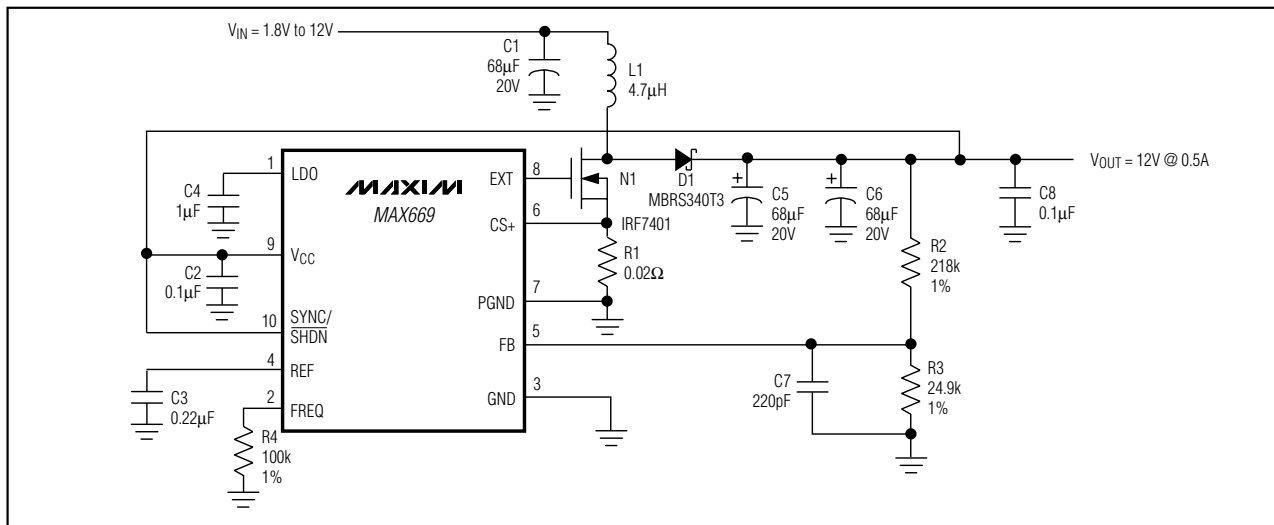 VIN = 1.8V to 12V
C1
68µF
20V
L1
4.7µH
1
LDO
C4
1µF
MAXIM
MAX669
EXT
8
N1
IRF7401
D1
MBRS340T3
+
C5
68µF
20V
+
C6
68µF
20V
VOUT = 12V @ 0.5A
C8
0.1µF
6
CS+
R1
0.02Ω
9
VCC
C2
0.1µF
R2
218k
1%
7
PGND
10
SYNC/
SHDN
5
FB
4
REF
C3
0.22µF
C7
220pF
R3
24.9k
1%
3
GND
2
FREQ
R4
100k
1%